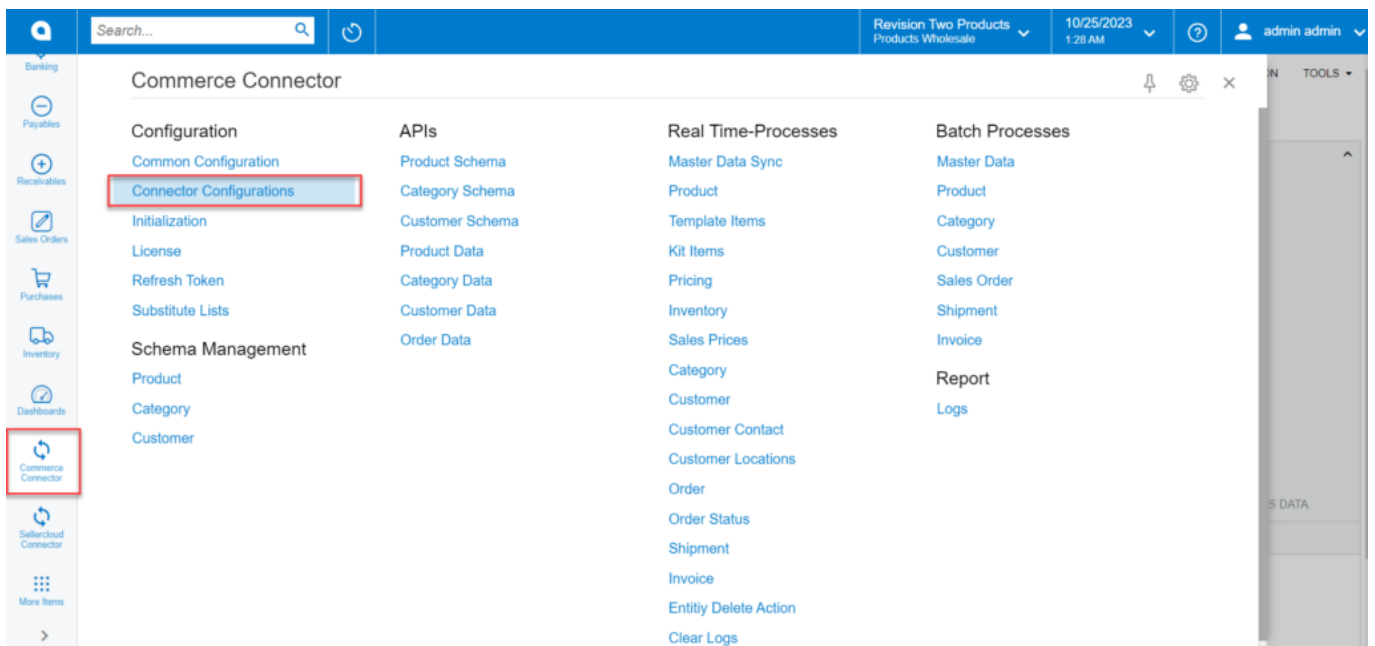 Search...
Revision Two Products
Products Wholesale
10/25/2023
1:28 AM
admin admin
Banking
Payables
Receivables
Sales Orders
Purchases
Inventory
Dashboards
Commerce
Connector
Sellercloud
Connector
More Items
Commerce Connector
Configuration
Common Configuration
Connector Configurations
Initialization
License
Refresh Token
Substitute Lists
Schema Management
Product
Category
Customer
APIs
Product Schema
Category Schema
Customer Schema
Product Data
Category Data
Customer Data
Order Data
Real Time-Processes
Master Data Sync
Product
Template Items
Kit Items
Pricing
Inventory
Sales Prices
Category
Customer
Customer Contact
Customer Locations
Order
Order Status
Shipment
Invoice
Entitiy Delete Action
Clear Logs
Batch Processes
Master Data
Product
Category
Customer
Sales Order
Shipment
Invoice
Report
Logs
ON TOOLS
S DATA